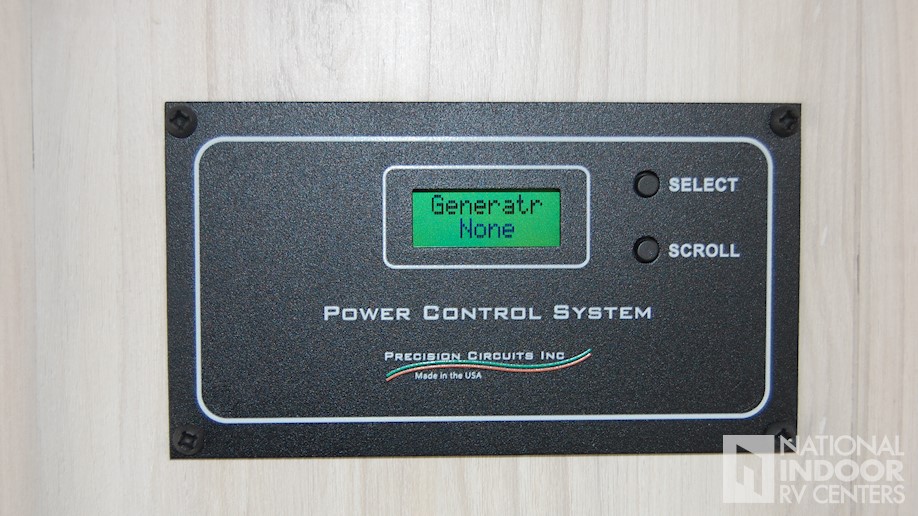 Generatr
None
SELECT
SCROLL
POWER CONTROL SYSTEM
PRECISION CIRCUITS INC
Made in the USA
NATIONAL
INDOOR
RV CENTERS